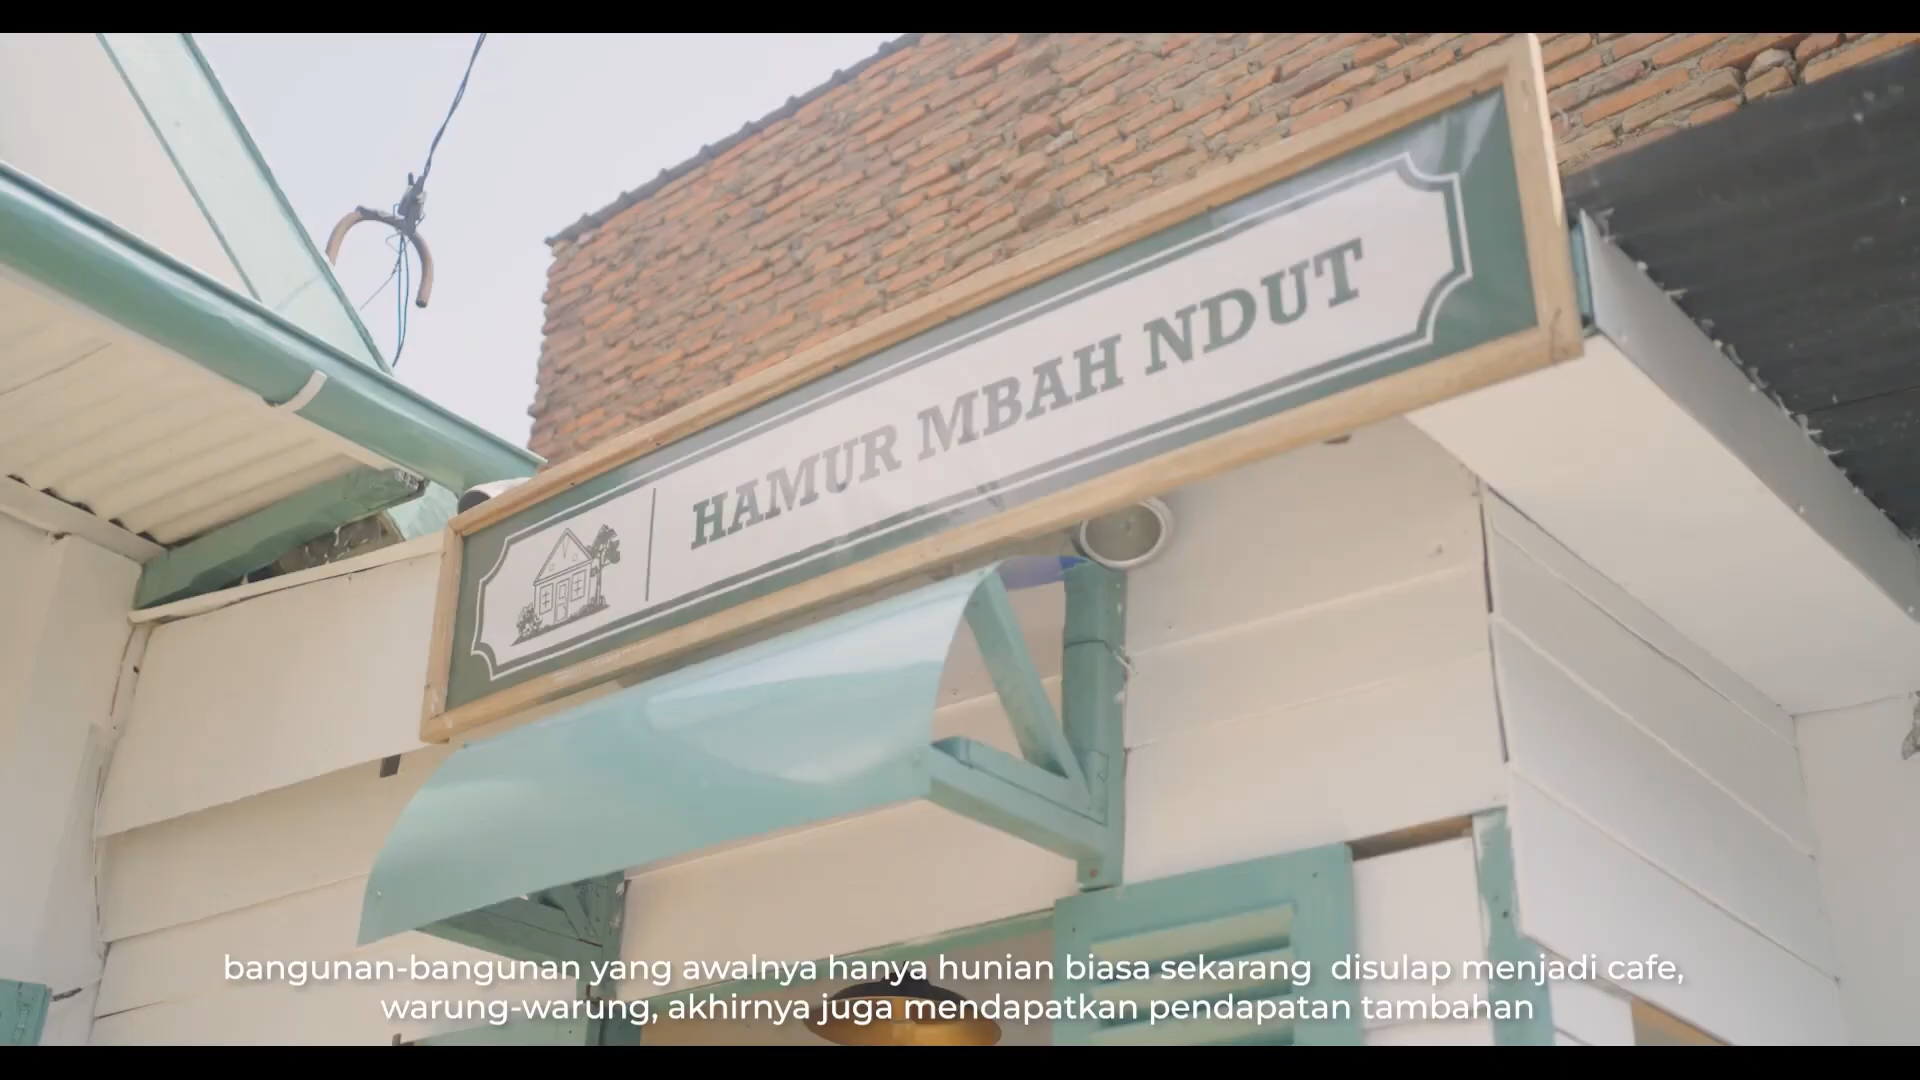 HAMUR MBAH NDUT
bangunan-bangunan yang awalnya hanya hunian biasa sekarang disulap menjadi cafe,
warung-warung, akhirnya juga mendapatkan pendapatan tambahan